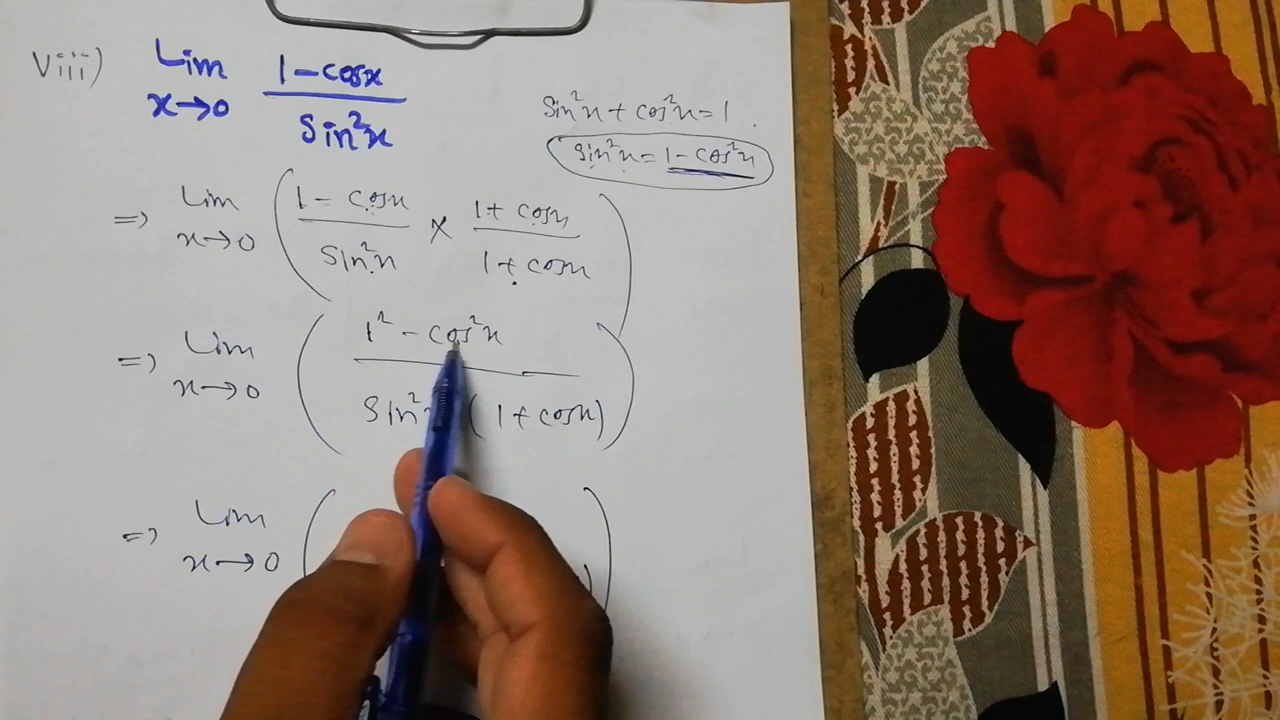 Viii) Lim x→0 1-cosx / Sin²x
Sin²x + cos²x = 1
Sin²x = 1 - cos²x
=> Lim x→0 ( 1 - cosx / Sin²x × 1 + cosx / 1 + cosx )
=> Lim x→0 ( 1² - cos²x / Sin²x ( 1 + cosx) )
=> Lim x→0 ( )